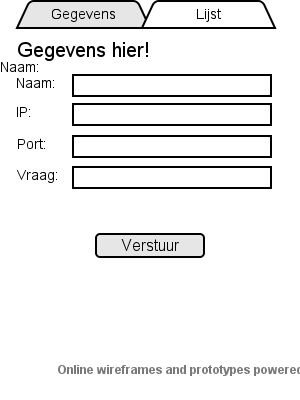 Gegevens Lijst
Gegevens hier!
Naam:
Naam:
IP:
Port:
Vraag:
Verstuur
Online wireframes and prototypes powered